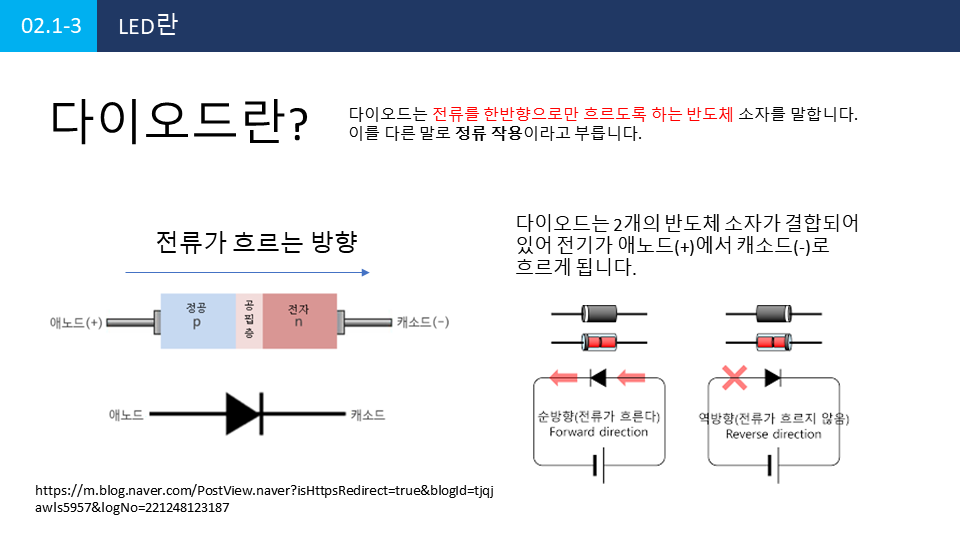 02.1-3
LED란
다이오드란?
다이오드는 전류를 한반향으로만 흐르도록 하는 반도체 소자를 말합니다.
이를 다른 말로 정류 작용이라고 부릅니다.
전류가 흐르는 방향
애노드(+)
정공
p
공
핍
층
전자
n
캐소드(-)
애노드
캐소드
https://m.blog.naver.com/PostView.naver?isHttpsRedirect=true&blogId=tjqj
awls5957&logNo=221248123187
다이오드는 2개의 반도체 소자가 결합되어
있어 전기가 애노드(+)에서 캐소드(-)로
흐르게 됩니다.
순방향(전류가 흐른다)
Forward direction
역방향(전류가 흐르지 않음)
Reverse direction